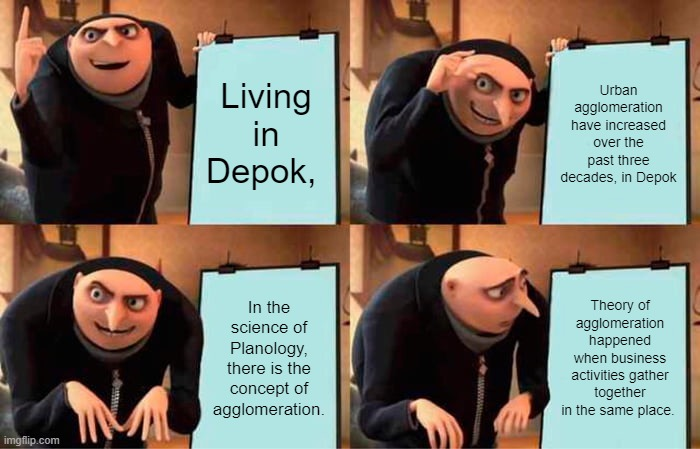 Living
in
Depok,
Urban
agglomeration
have increased
over the
past three
decades, in Depok
In the
science of
Planology,
there is the
concept of
agglomeration.
Theory of
agglomeration
happened
when business
activities gather
together
in the same place.
imgflip.com